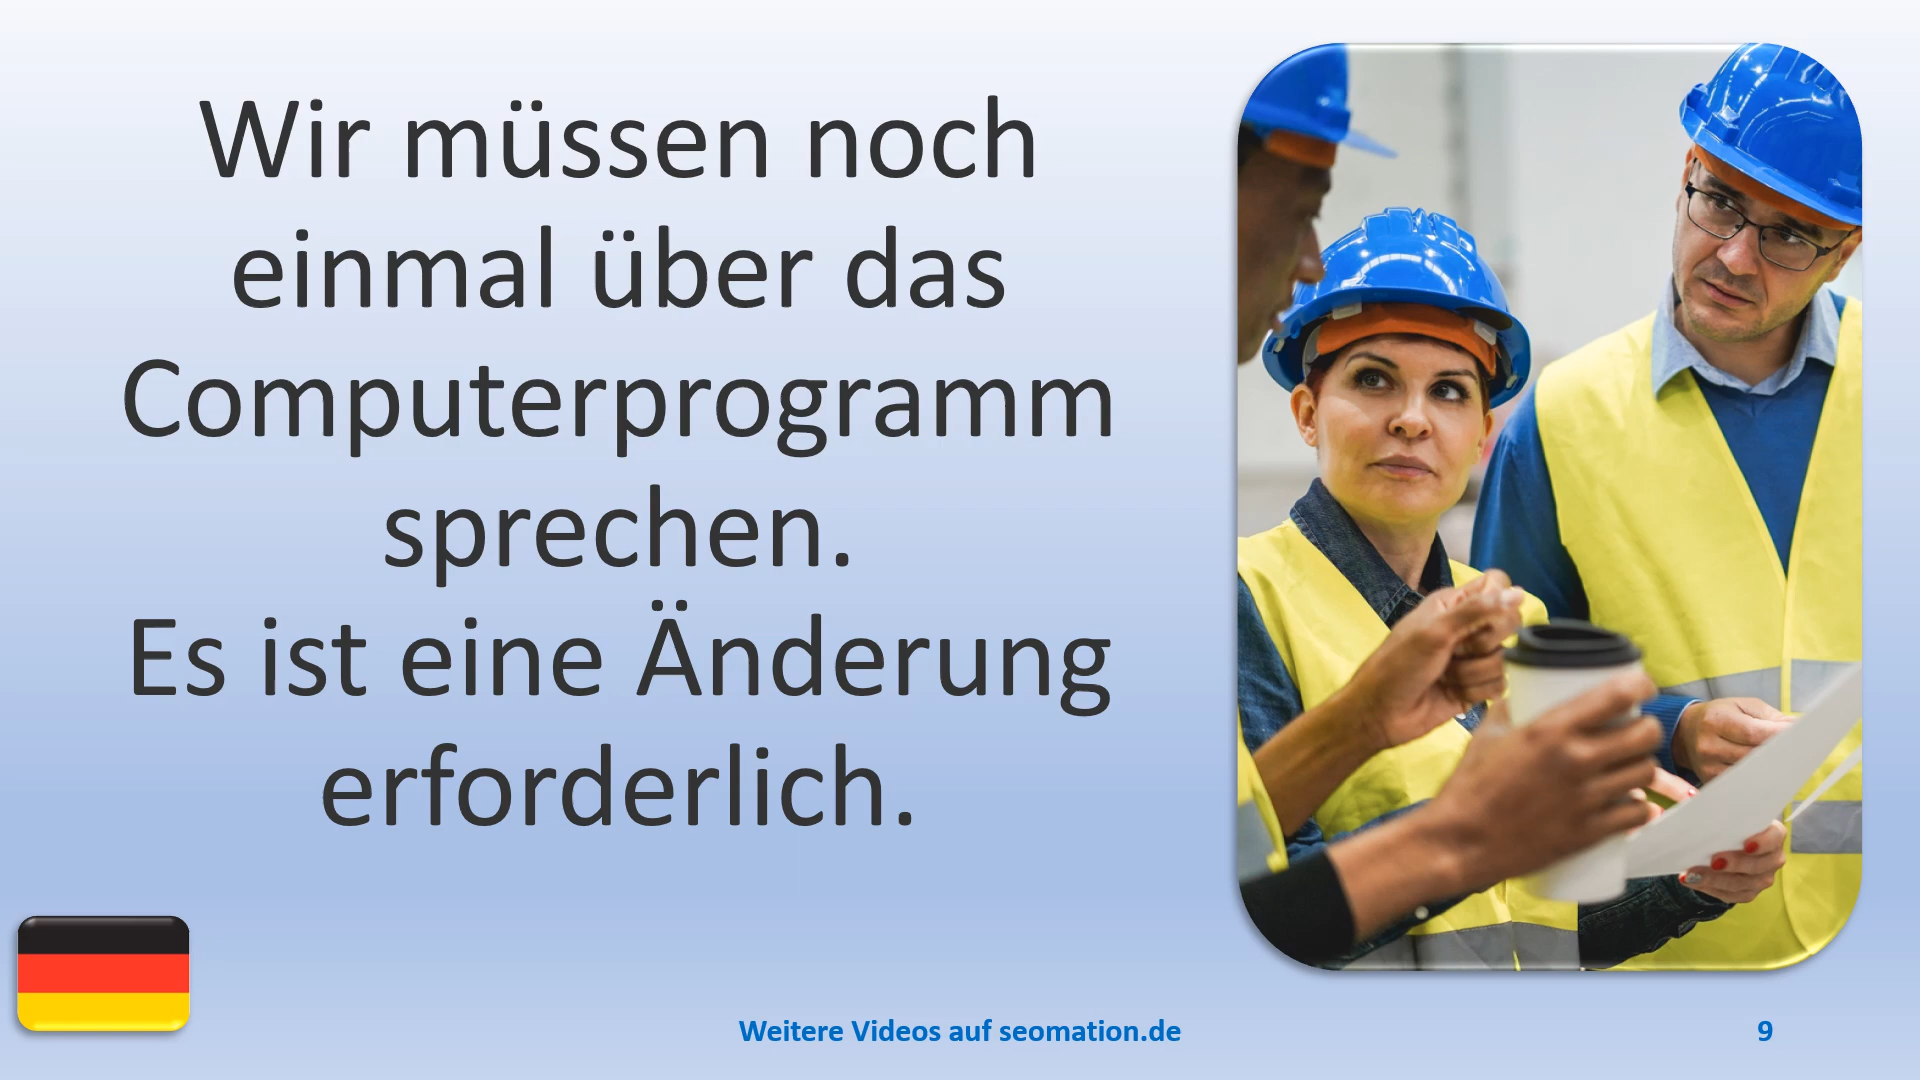 Wir müssen noch
einmal über das
Computerprogramm
sprechen.
Es ist eine Änderung
erforderlich.
Weitere Videos auf seomation.de
9